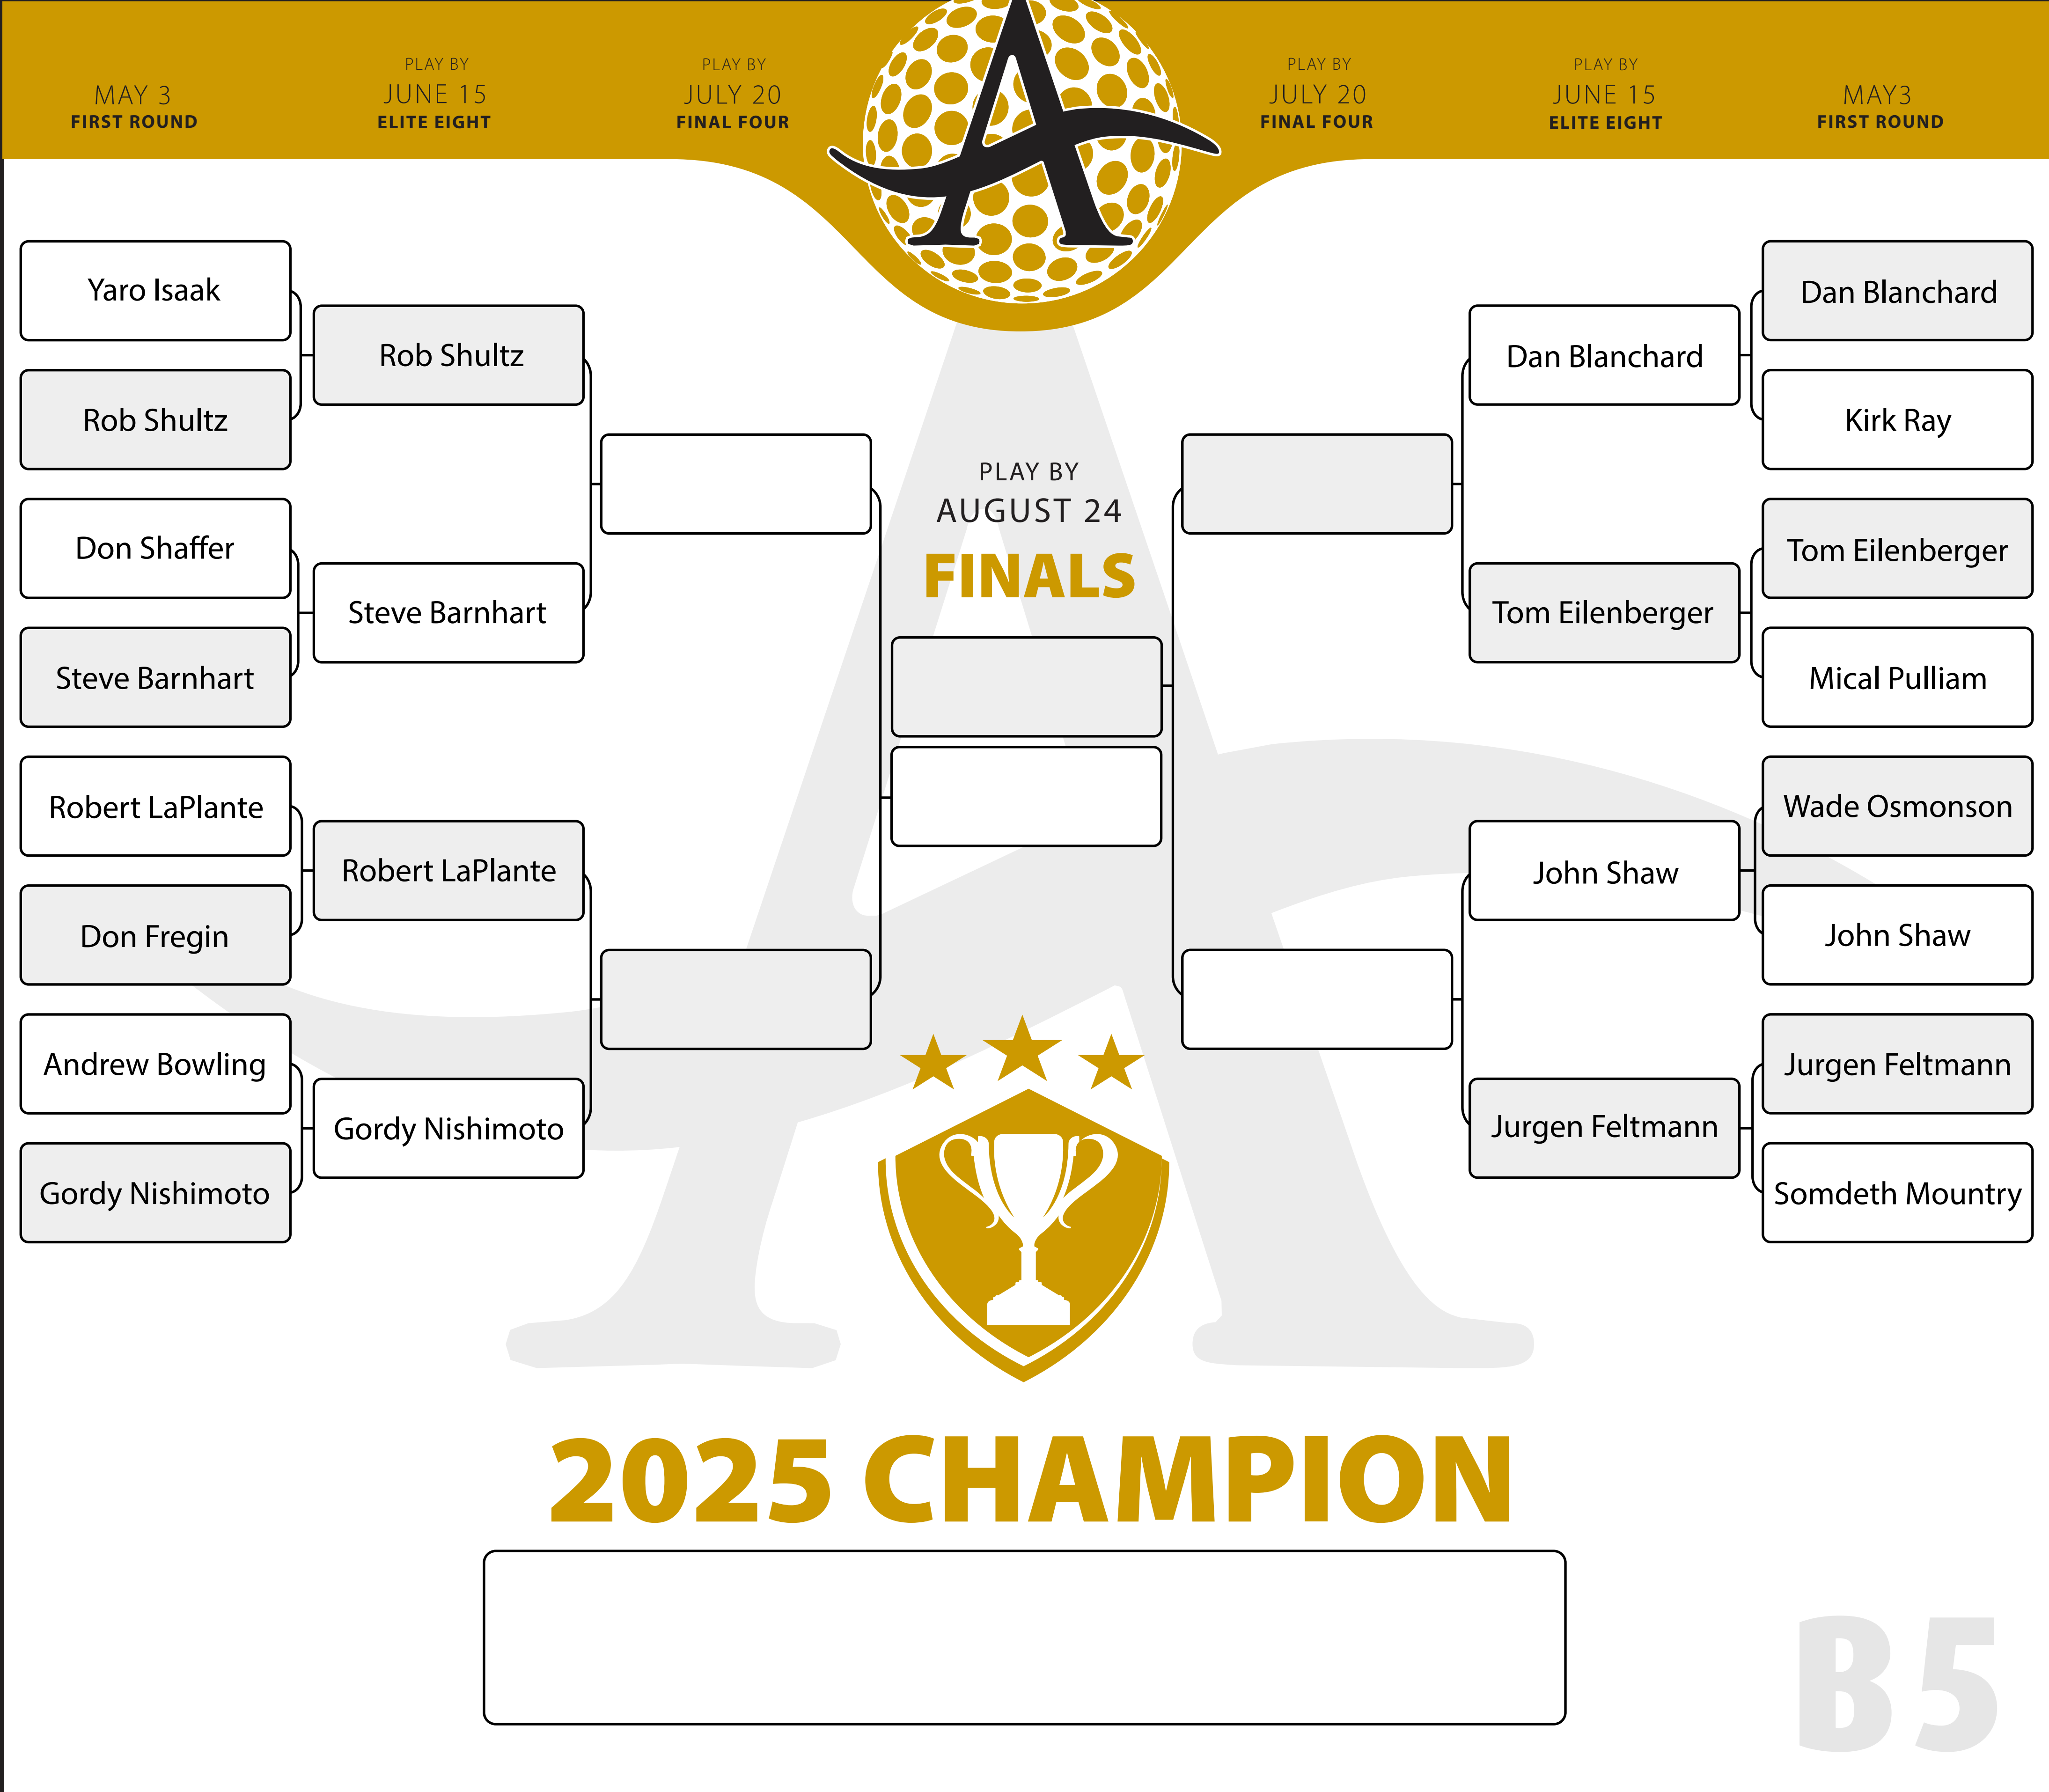 MAY 3
FIRST ROUND
PLAY BY
JUNE 15
ELITE EIGHT
PLAY BY
JULY 20
FINAL FOUR
A
PLAY BY
JULY 20
FINAL FOUR
PLAY BY
JUNE 15
ELITE EIGHT
MAY3
FIRST ROUND
Yaro Isaak
Rob Shultz
Don Shaffer
Steve Barnhart
Robert LaPlante
Don Fregin
Andrew Bowling
Gordy Nishimoto
Rob Shultz
Steve Barnhart
Robert LaPlante
Gordy Nishimoto
PLAY BY
AUGUST 24
FINALS
Dan Blanchard
Tom Eilenberger
John Shaw
Jurgen Feltmann
Dan Blanchard
Kirk Ray
Tom Eilenberger
Mical Pulliam
Wade Osmonson
John Shaw
Jurgen Feltmann
Somdeth Mountry
2025 CHAMPION
B5